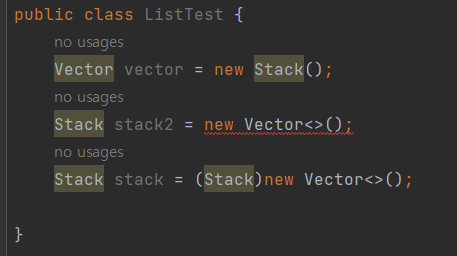 public class ListTest {
no usages
Vector vector = new Stack();
no usages
Stack stack2 = new Vector<>();
no usages
Stack stack = (Stack)new Vector<>();
}